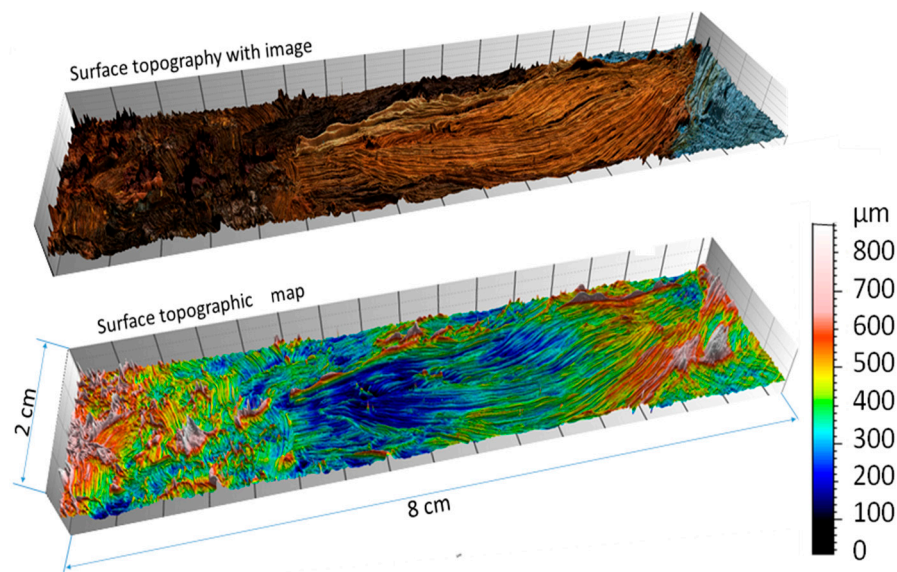 Surface topography with image
Surface topographic map
2 cm
8 cm
µm
800
700
600
500
400
300
200
100
0